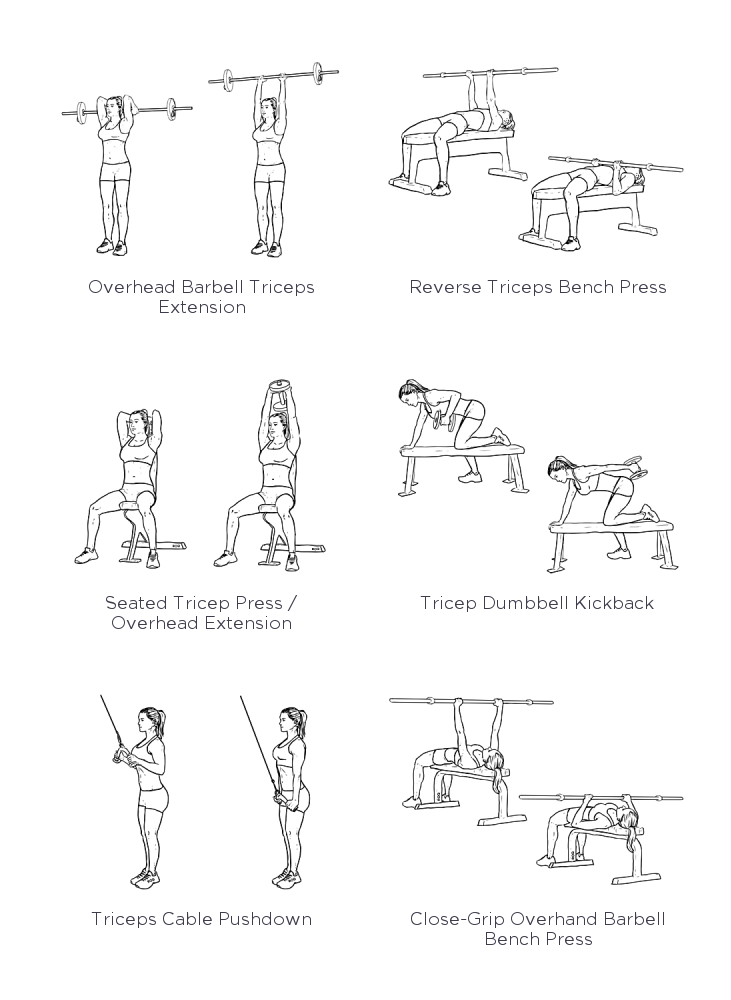 Overhead Barbell Triceps
Extension
Reverse Triceps Bench Press
Seated Tricep Press /
Overhead Extension
Tricep Dumbbell Kickback
Triceps Cable Pushdown
Close-Grip Overhand Barbell
Bench Press